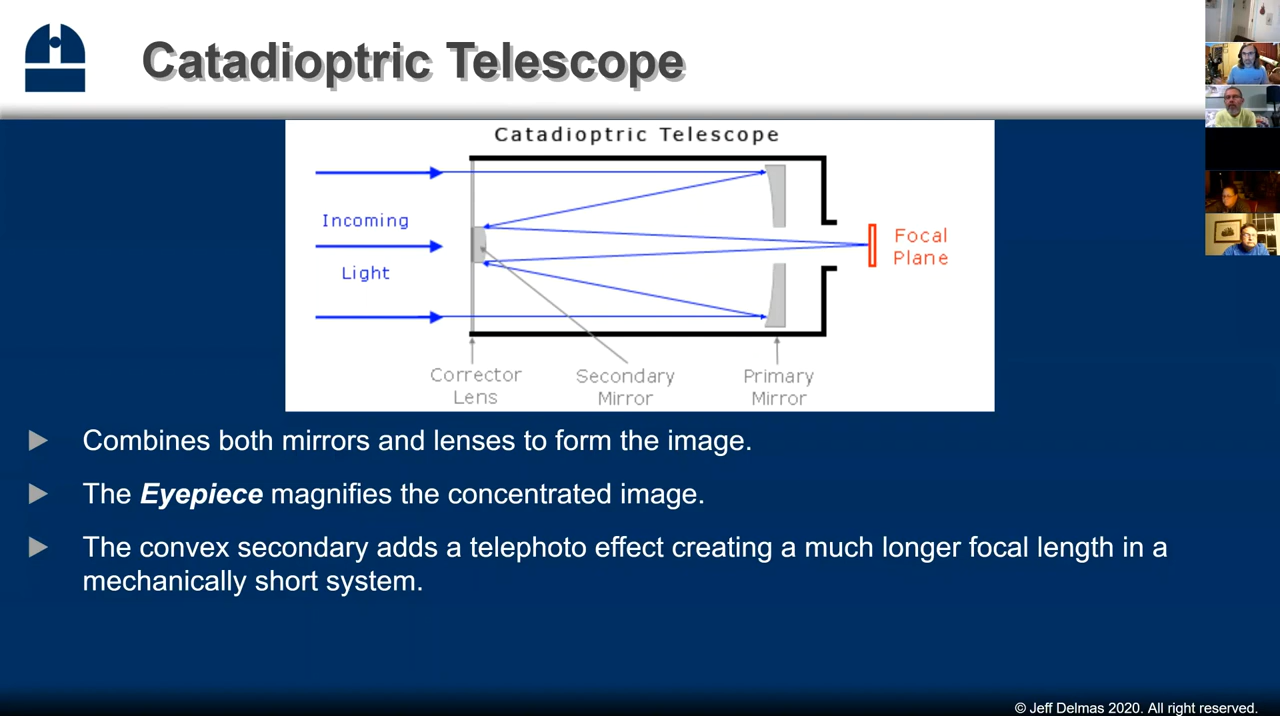 Catadioptric Telescope
Catadioptric Telescope
Incoming
Light
Focal
Plane
Corrector
Lens
Secondary
Mirror
Primary
Mirror
Combines both mirrors and lenses to form the image.
The Eyepiece magnifies the concentrated image.
The convex secondary adds a telephoto effect creating a much longer focal length in a
mechanically short system.
© Jeff Delmas 2020. All right reserved.